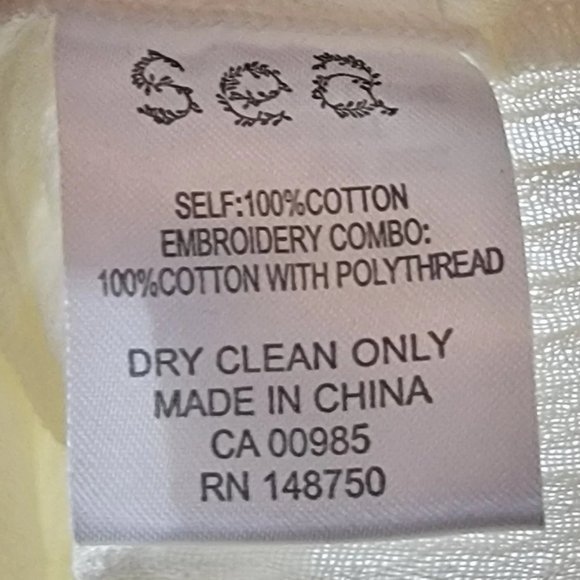 sea
SELF:100%COTTON
EMBROIDERY COMBO:
100%COTTON WITH POLYTHREAD
DRY CLEAN ONLY
MADE IN CHINA
CA 00985
RN 148750